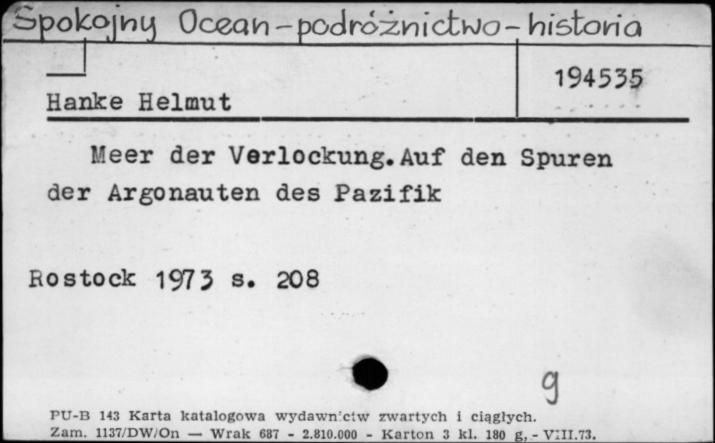 Spokojny Ocean-podróżnictwo-historia
194535
Hanke Helmut
Meer der Verlockung.Auf den Spuren
der Argonauten des Pazifik
Rostock 1973 s. 208
g
PU-B 143 Karta katalogowa wydawnictw zwartych i ciągłych.
Zam. 1137/DW/On — Wrak 687 - 2.810.000 - Karton 3 kl. 180 g, - VIII.73.